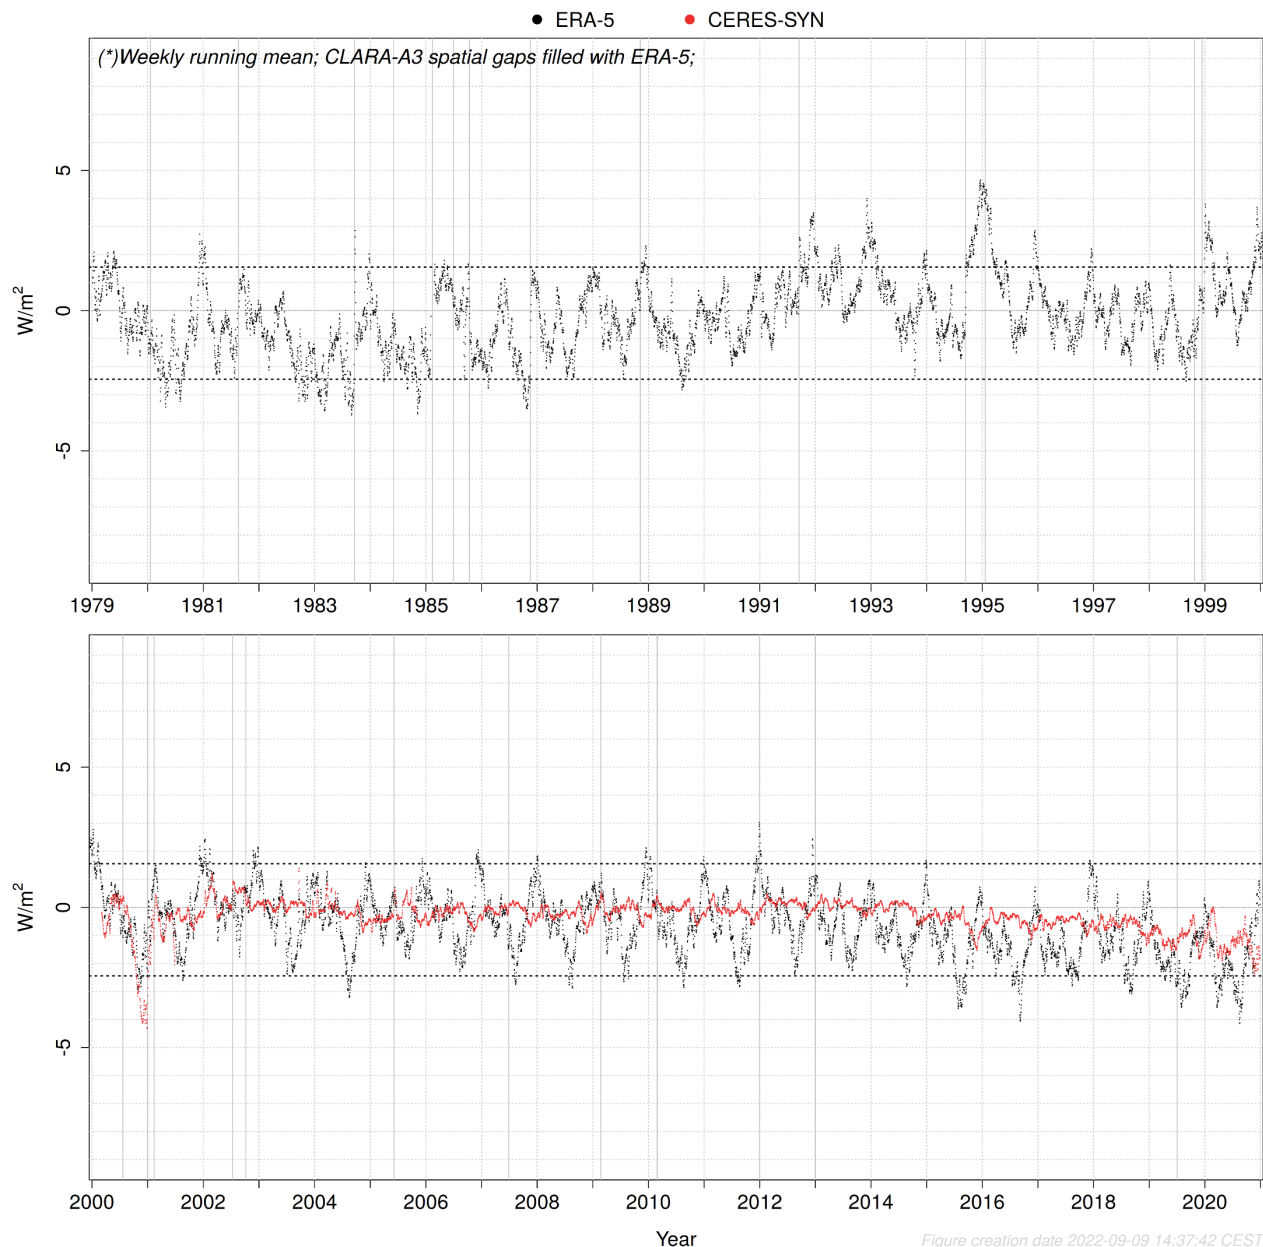 ERA-5 CERES-SYN
(*)Weekly running mean; CLARA-A3 spatial gaps filled with ERA-5;
5
0
-5
W/m²
1979 1981 1983 1985 1987 1989 1991 1993 1995 1997 1999
5
0
-5
W/m²
2000 2002 2004 2006 2008 2010 2012 2014 2016 2018 2020
Year
Figure creation date 2022-09-09 14:37:42 CEST